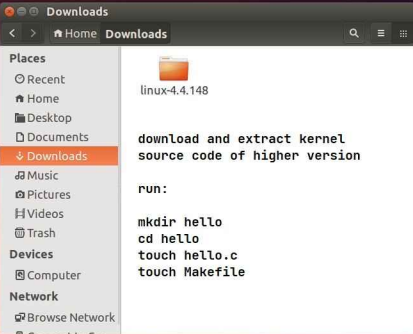 Downloads
Home Downloads
Places
Recent
Home
Desktop
Documents
Downloads
Music
Pictures
Videos
Trash
Devices
Computer
Network
Browse Network
linux-4.4.148
download and extract kernel
source code of higher version
run:
mkdir hello
cd hello
touch hello.c
touch Makefile